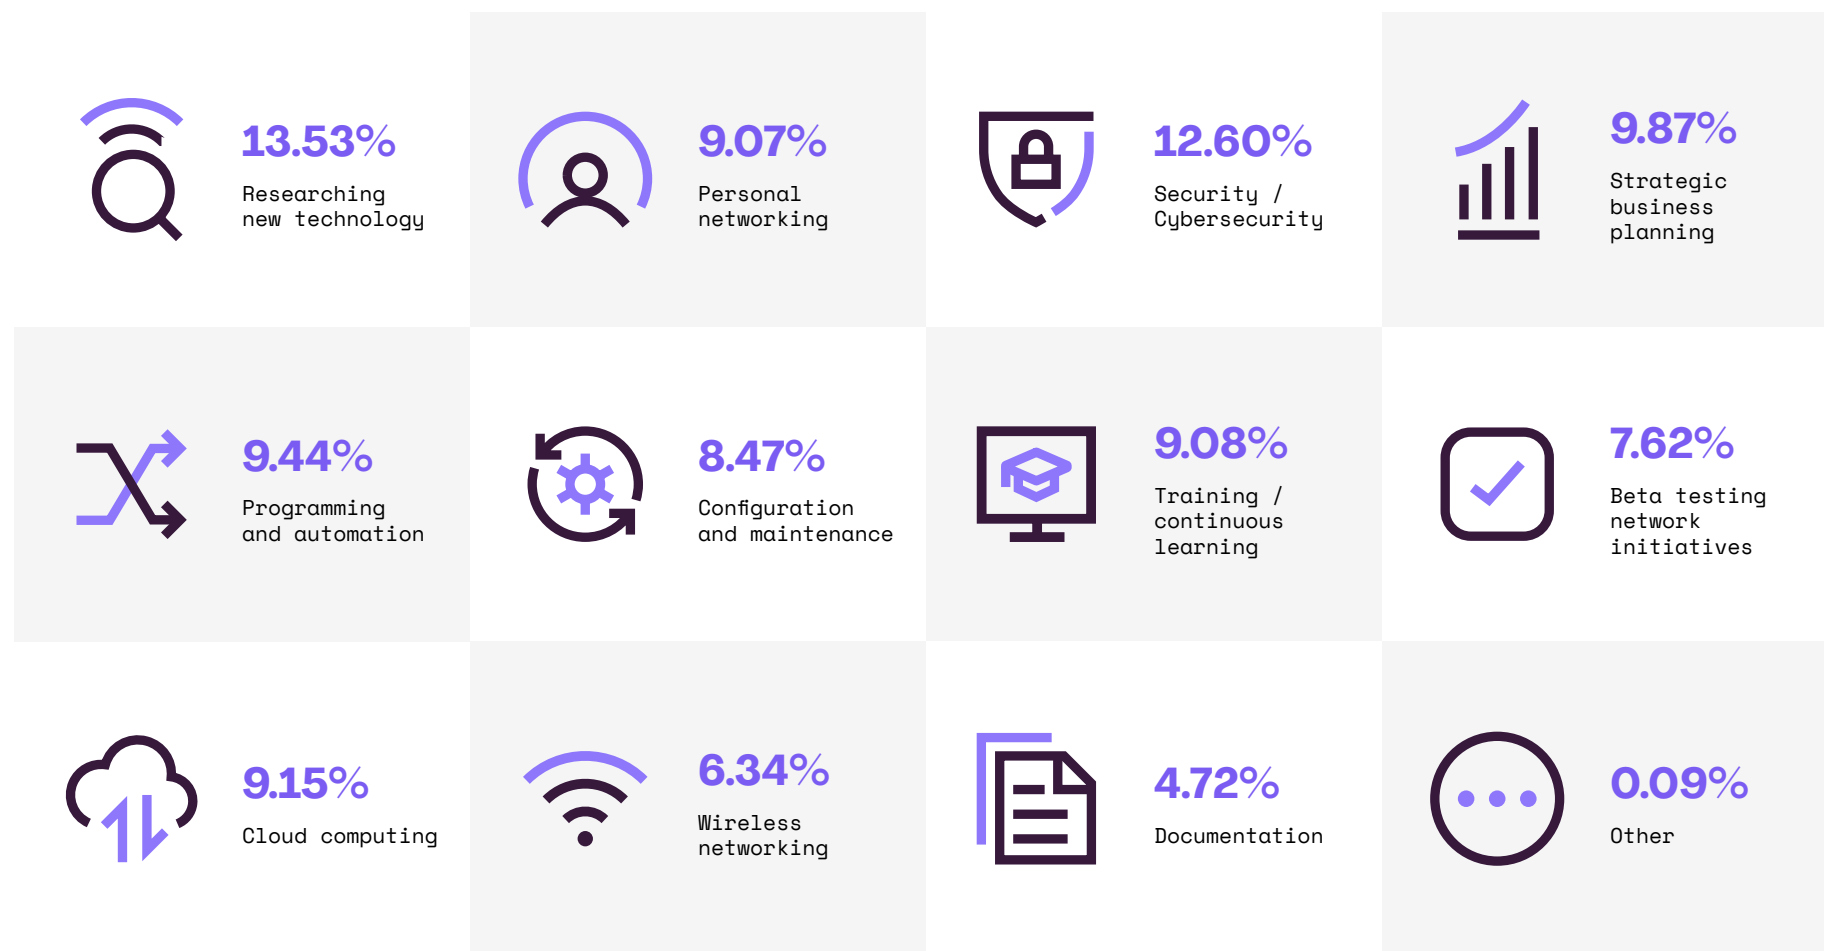 13.53%
Researching
new technology
9.07%
Personal
networking
12.60%
Security /
Cybersecurity
9.87%
Strategic
business
planning
9.44%
Programming
and automation
8.47%
Configuration
and maintenance
9.08%
Training /
continuous
learning
7.62%
Beta testing
network
initiatives
9.15%
Cloud computing
6.34%
Wireless
networking
4.72%
Documentation
0.09%
Other